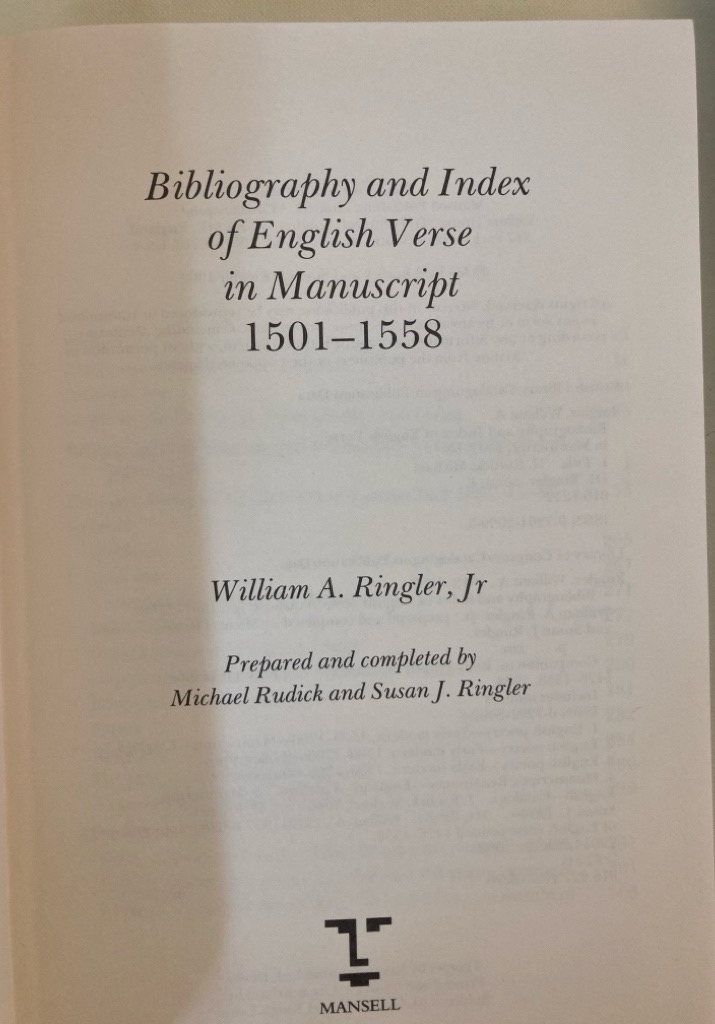 Bibliography and Index
of English Verse
in Manuscript
1501–1558
William A. Ringler, Jr
Prepared and completed by
Michael Rudick and Susan J. Ringler
MANSELL